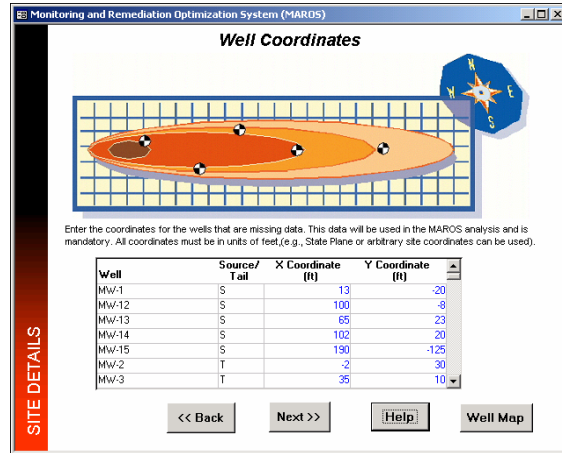 Monitoring and Remediation Optimization System (MAROS)
Well Coordinates
N
W E
S
Enter the coordinates for the wells that are missing data. This data will be used in the MAROS analysis and is
mandatory. All coordinates must be in units of feet,(e.g., State Plane or arbitrary site coordinates can be used).
Well Source/ Tail X Coordinate (ft) Y Coordinate (ft)
MW-1 S 13 -20
MW-12 S 100 -8
MW-13 S 65 23
MW-14 S 102 20
MW-15 S 190 -125
MW-2 T -2 30
MW-3 T 35 10
SITE DETAILS
<< Back Next >> Help Well Map